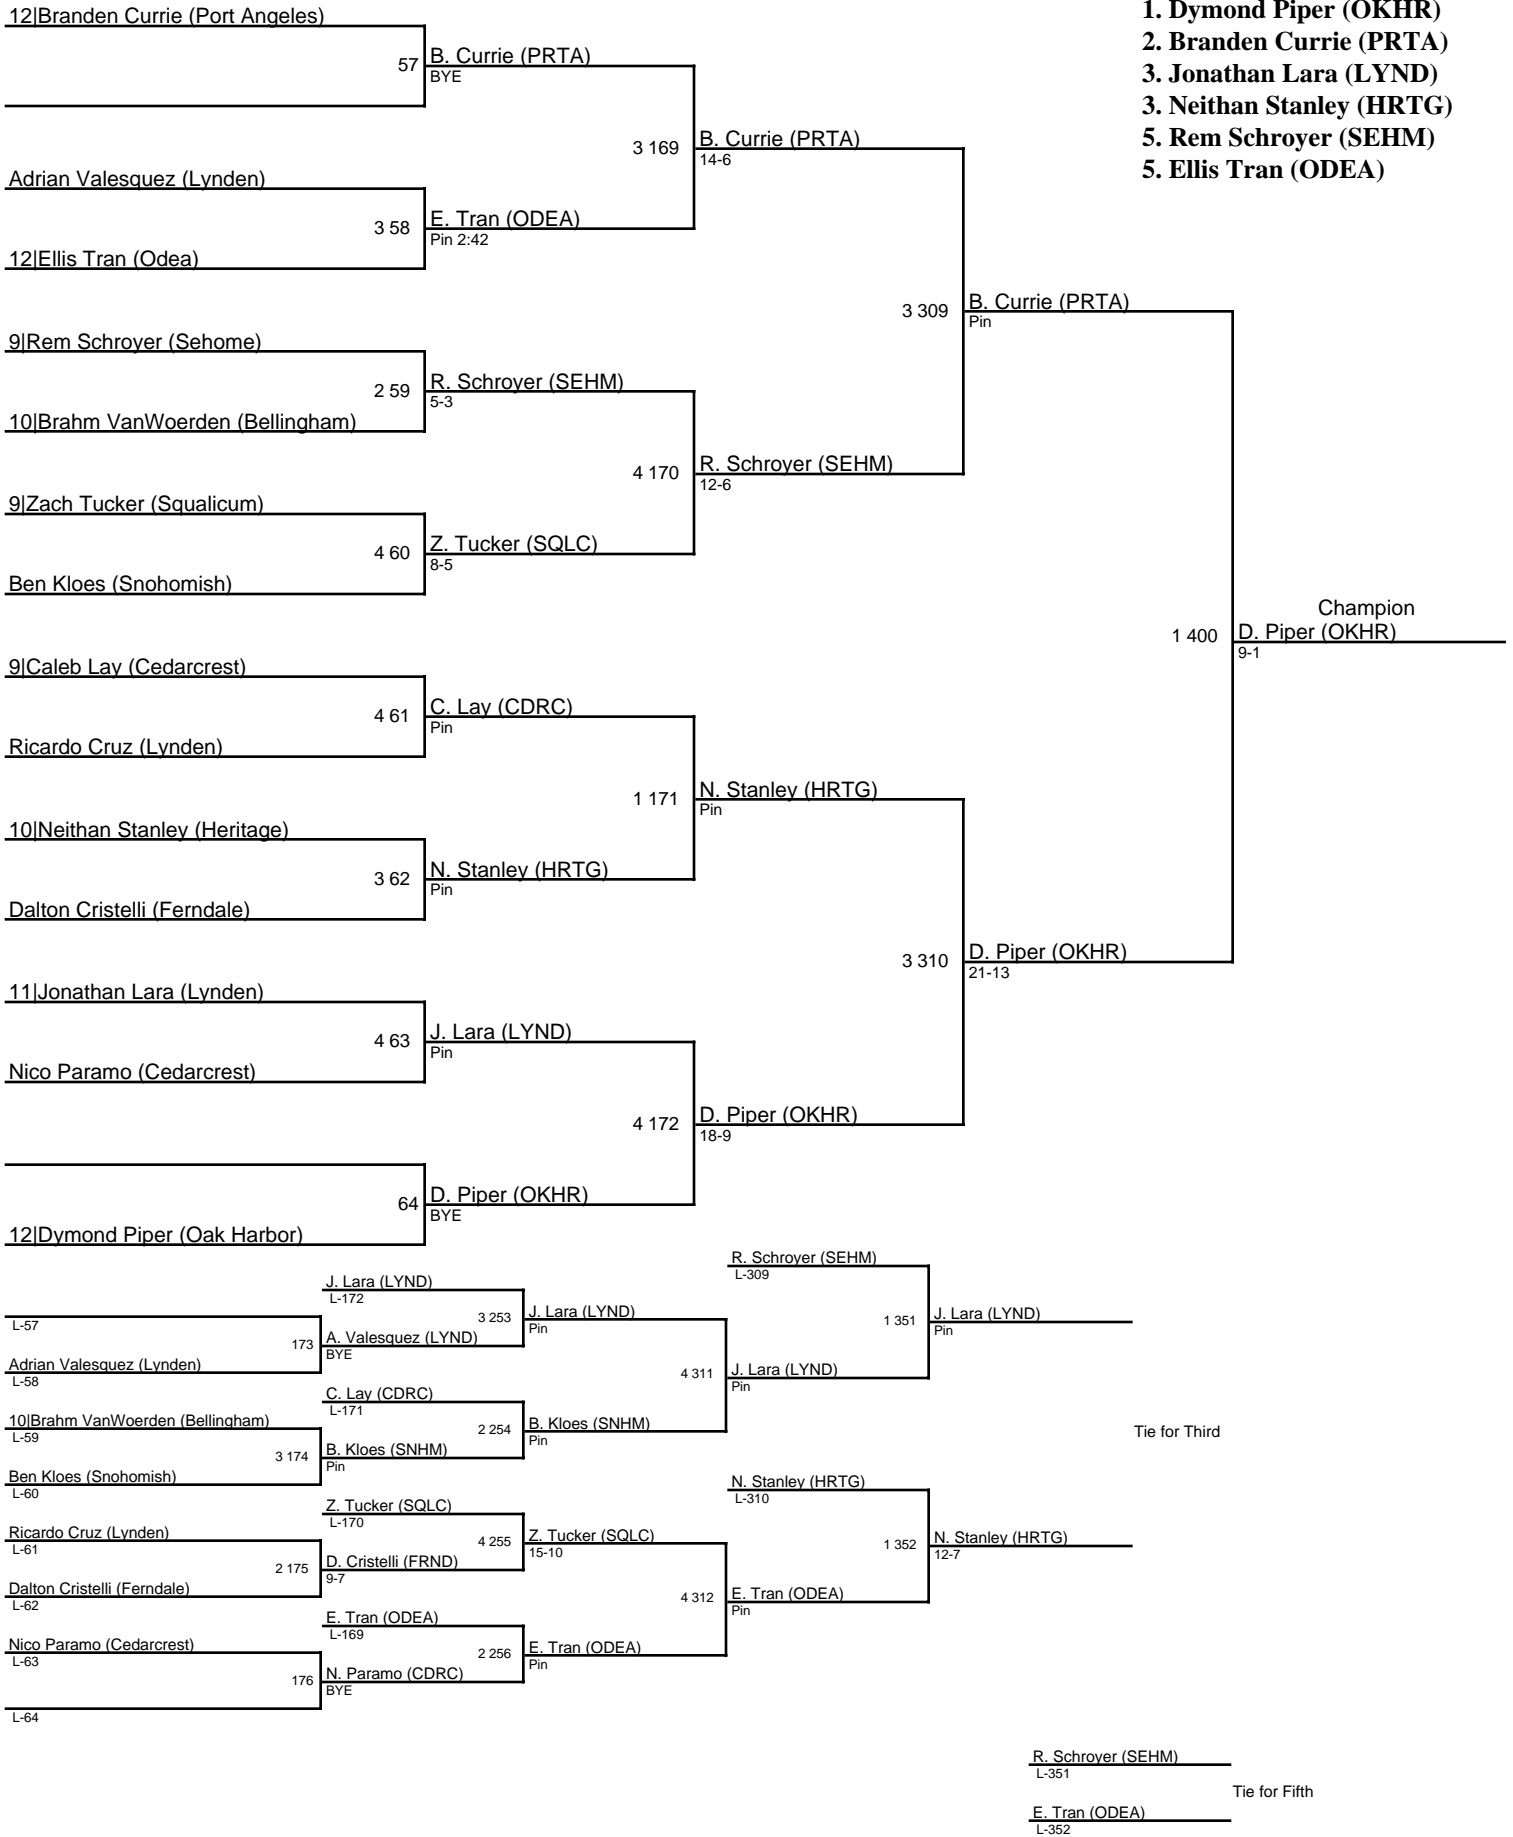 12|Branden Currie (Port Angeles)
57
B. Currie (PRTA)
BYE
Adrian Valesquez (Lynden)
3 58
E. Tran (ODEA)
Pin 2:42
12|Ellis Tran (Odea)
3 169
B. Currie (PRTA)
14-6
9|Rem Schroyer (Sehome)
2 59
R. Schroyer (SEHM)
5-3
10|Brahm VanWoerden (Bellingham)
9|Zach Tucker (Squalicum)
4 60
Z. Tucker (SQLC)
8-5
Ben Kloes (Snohomish)
4 170
R. Schroyer (SEHM)
12-6
3 309
B. Currie (PRTA)
Pin
9|Caleb Lay (Cedarcrest)
4 61
C. Lay (CDRC)
Pin
Ricardo Cruz (Lynden)
10|Neithan Stanley (Heritage)
3 62
N. Stanley (HRTG)
Pin
Dalton Cristelli (Ferndale)
1 171
N. Stanley (HRTG)
Pin
11|Jonathan Lara (Lynden)
4 63
J. Lara (LYND)
Pin
Nico Paramo (Cedarcrest)
64
D. Piper (OKHR)
BYE
12|Dymond Piper (Oak Harbor)
4 172
D. Piper (OKHR)
18-9
3 310
D. Piper (OKHR)
21-13
1 400
Champion
D. Piper (OKHR)
9-1
1. Dymond Piper (OKHR)
2. Branden Currie (PRTA)
3. Jonathan Lara (LYND)
3. Neithan Stanley (HRTG)
5. Rem Schroyer (SEHM)
5. Ellis Tran (ODEA)
L-57
173
Adrian Valesquez (Lynden)
L-58
J. Lara (LYND)
L-172
A. Valesquez (LYND)
BYE
3 253
J. Lara (LYND)
Pin
10|Brahm VanWoerden (Bellingham)
L-59
3 174
Ben Kloes (Snohomish)
L-60
C. Lay (CDRC)
L-171
B. Kloes (SNHM)
Pin
2 254
B. Kloes (SNHM)
Pin
4 311
J. Lara (LYND)
Pin
R. Schroyer (SEHM)
L-309
1 351
J. Lara (LYND)
Pin
Tie for Third
Ricardo Cruz (Lynden)
L-61
2 175
Dalton Cristelli (Ferndale)
L-62
Z. Tucker (SQLC)
L-170
D. Cristelli (FRND)
9-7
4 255
Z. Tucker (SQLC)
15-10
Nico Paramo (Cedarcrest)
L-63
176
L-64
E. Tran (ODEA)
L-169
N. Paramo (CDRC)
BYE
2 256
E. Tran (ODEA)
Pin
4 312
E. Tran (ODEA)
Pin
N. Stanley (HRTG)
L-310
1 352
N. Stanley (HRTG)
12-7
R. Schroyer (SEHM)
L-351
Tie for Fifth
E. Tran (ODEA)
L-352